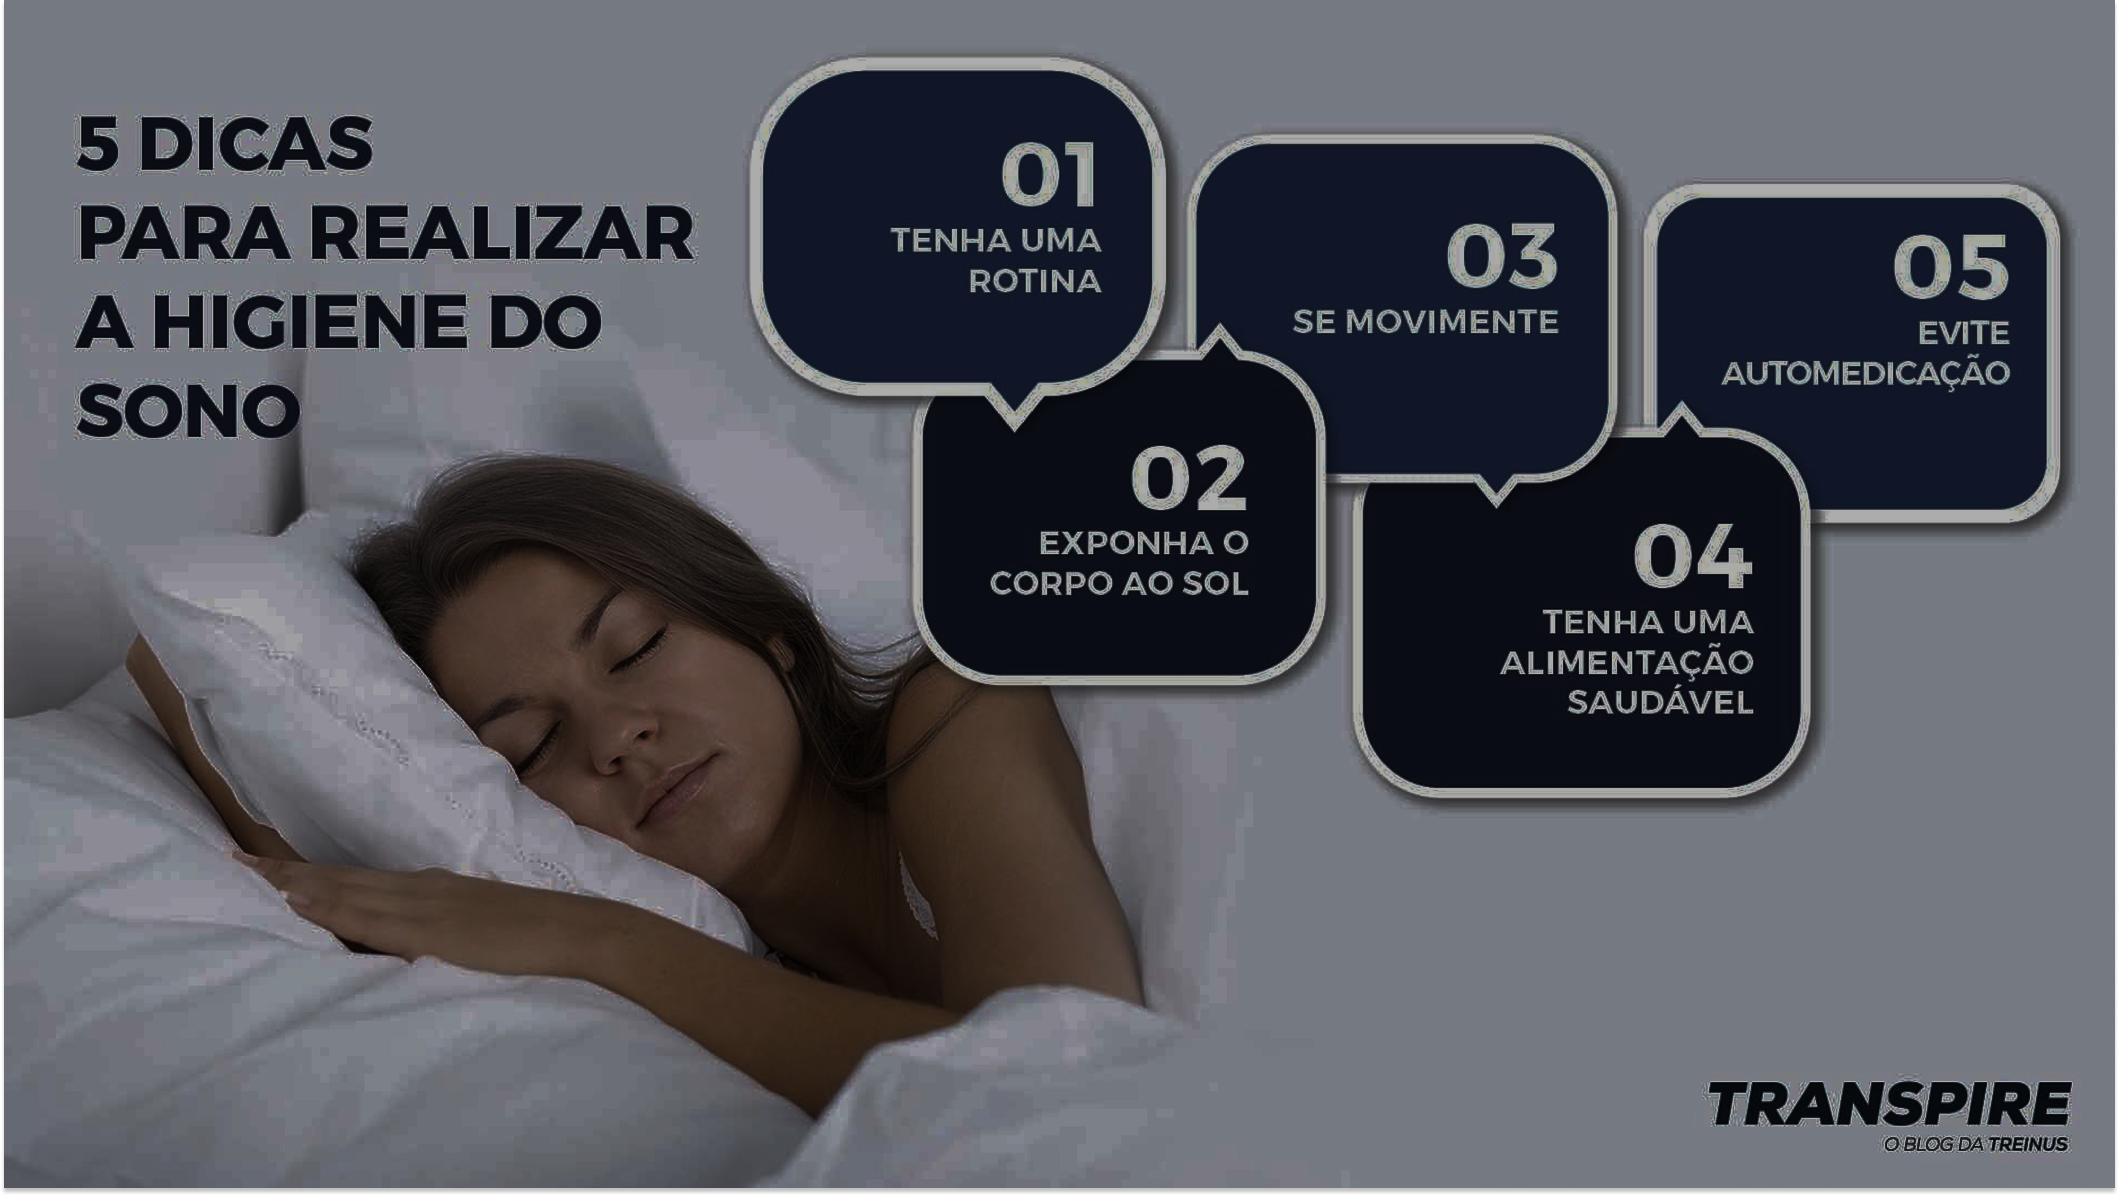 5 DICAS
PARA REALIZAR
A HIGIENE DO
SONO
01
TENHA UMA
ROTINA
02
EXPONHA O
CORPO AO SOL
03
SE MOVIMENTE
04
TENHA UMA
ALIMENTAÇÃO
SAUDÁVEL
05
EVITE
AUTOMEDICAÇÃO
TRANSPIRE
O BLOG DA TREINUS